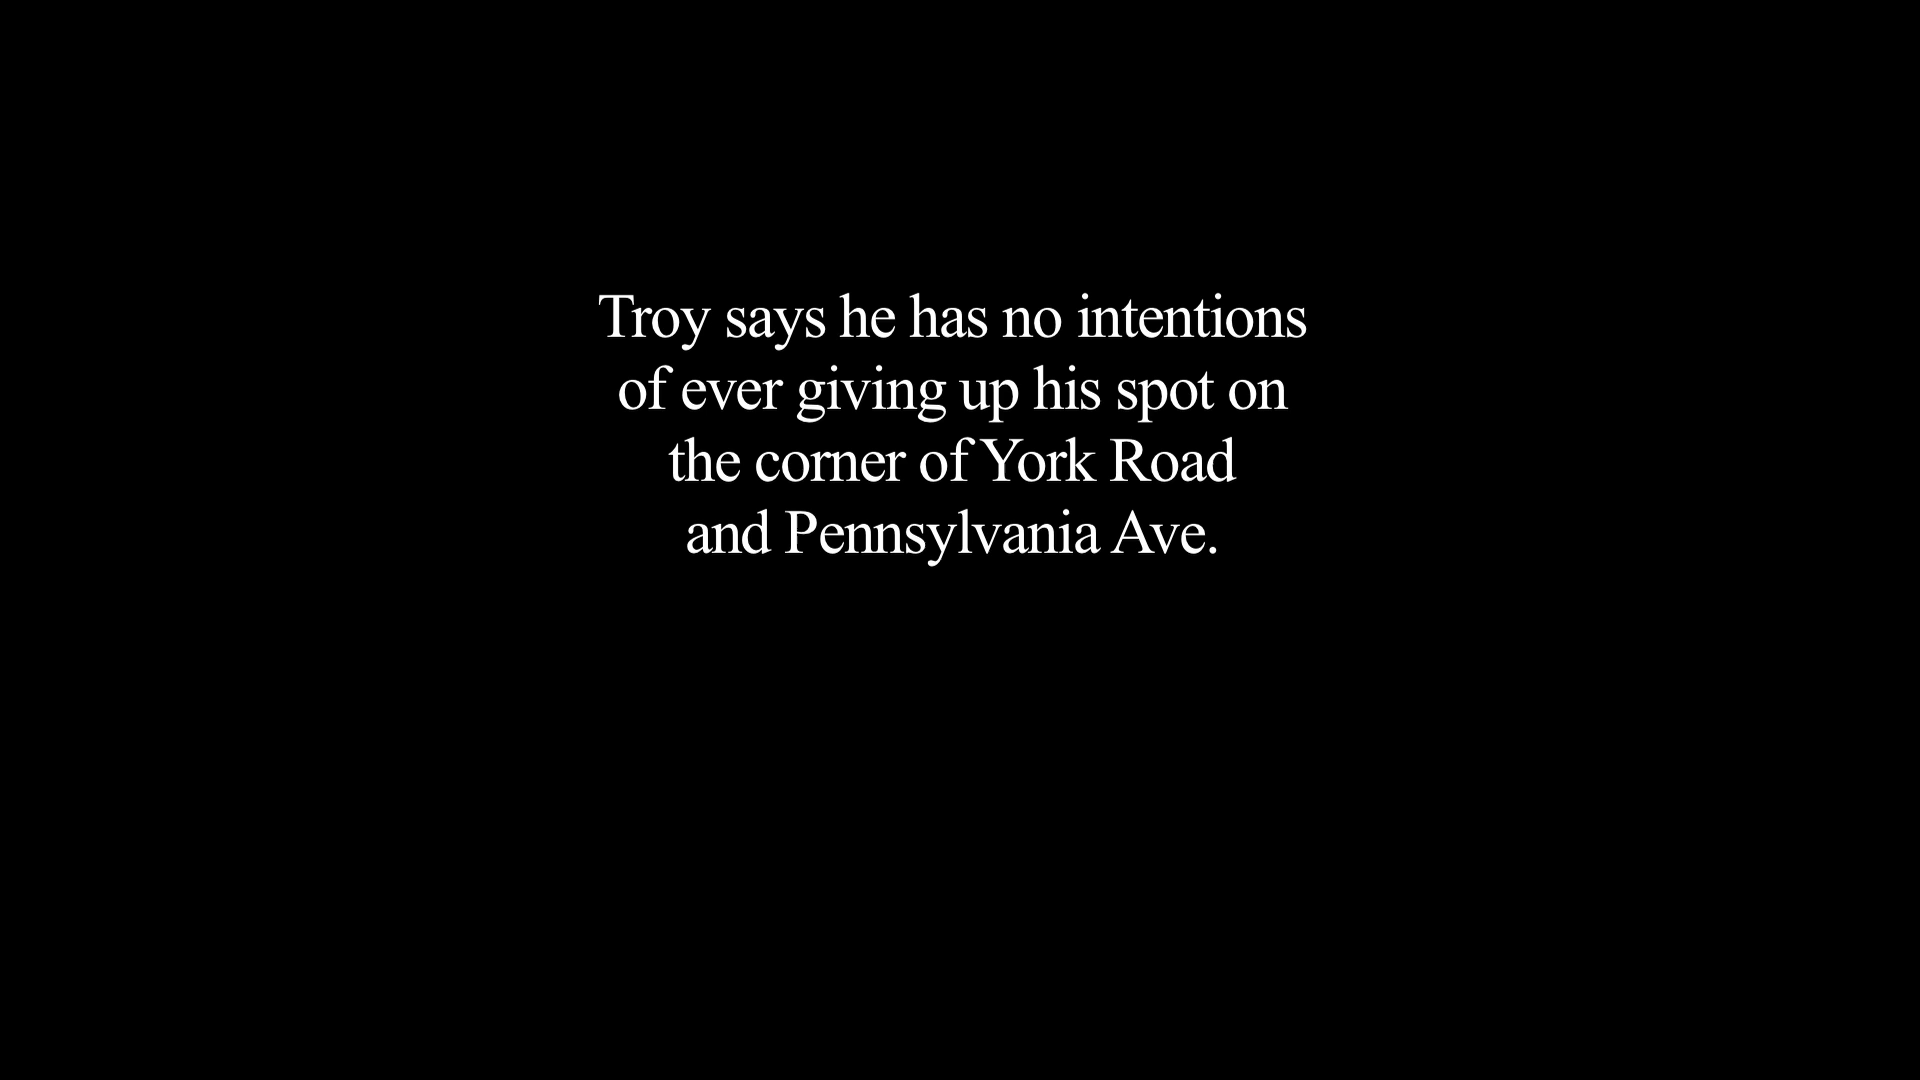 Troy says he has no intentions
of ever giving up his spot on
the corner of York Road
and Pennsylvania Ave.